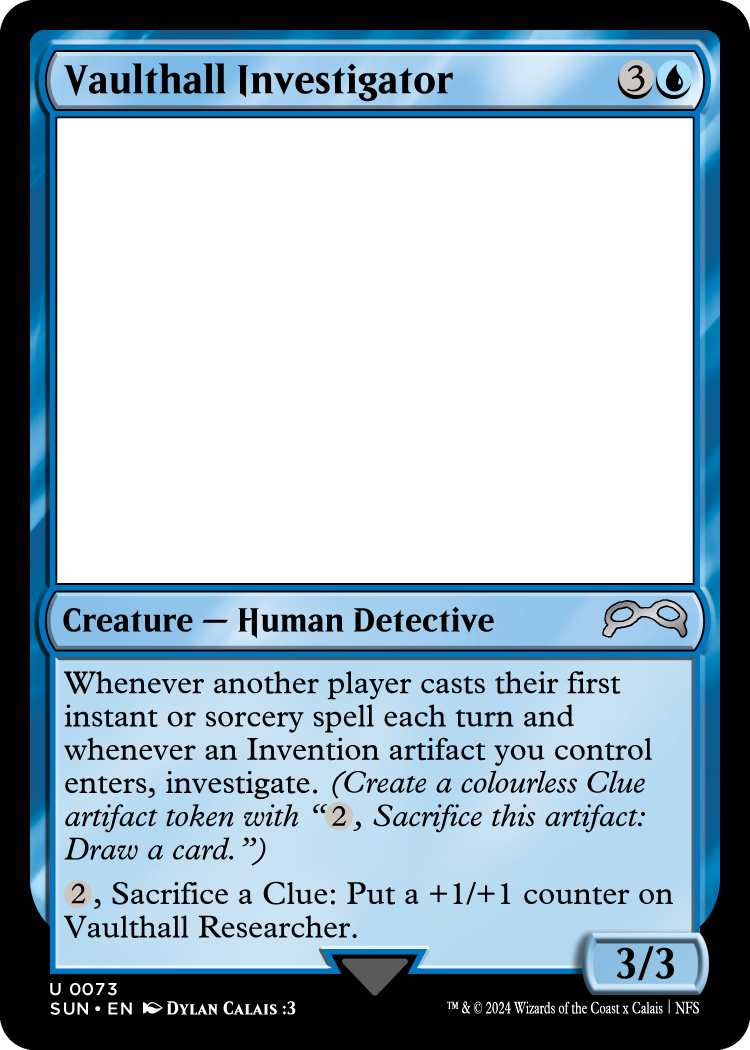 Vaulthall Investigator 3
Creature — Human Detective
Whenever another player casts their first
instant or sorcery spell each turn and
whenever an Invention artifact you control
enters, investigate. (Create a colourless Clue
artifact token with “2, Sacrifice this artifact:
Draw a card.”)
2, Sacrifice a Clue: Put a +1/+1 counter on
Vaulthall Researcher.
3/3
U 0073
SUN • EN Dylan Calais :3
™ & © 2024 Wizards of the Coast x Calais | NFS